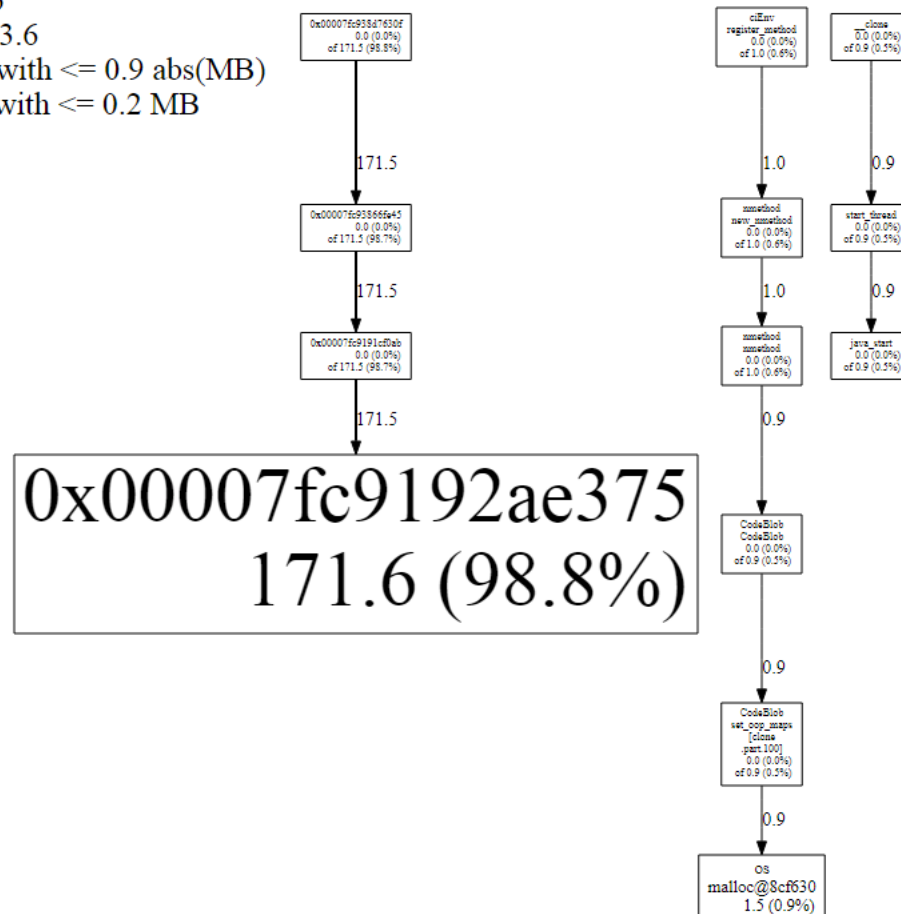 3.6
with <= 0.9 abs(MB)
with <= 0.2 MB
0x00007fc938d7630f
0.0 (0.0%)
of 171.5 (98.8%)
171.5
0x00007fc93866fe45
0.0 (0.0%)
of 171.5 (98.7%)
171.5
0x00007fc9191cf0ab
0.0 (0.0%)
of 171.5 (98.7%)
171.5
0x00007fc9192ae375
171.6 (98.8%)
ciEnv
register_method
0.0 (0.0%)
of 1.0 (0.6%)
1.0
nmethod
new_nmethod
0.0 (0.0%)
of 1.0 (0.6%)
1.0
nmethod
nmethod
0.0 (0.0%)
of 1.0 (0.6%)
0.9
CodeBlob
CodeBlob
0.0 (0.0%)
of 0.9 (0.5%)
0.9
CodeBlob
set_oop_maps
[clone
.part.100]
0.0 (0.0%)
of 0.9 (0.5%)
0.9
os
malloc@8cf630
1.5 (0.9%)
__clone
0.0 (0.0%)
of 0.9 (0.5%)
0.9
start_thread
0.0 (0.0%)
of 0.9 (0.5%)
0.9
java_start
0.0 (0.0%)
of 0.9 (0.5%)